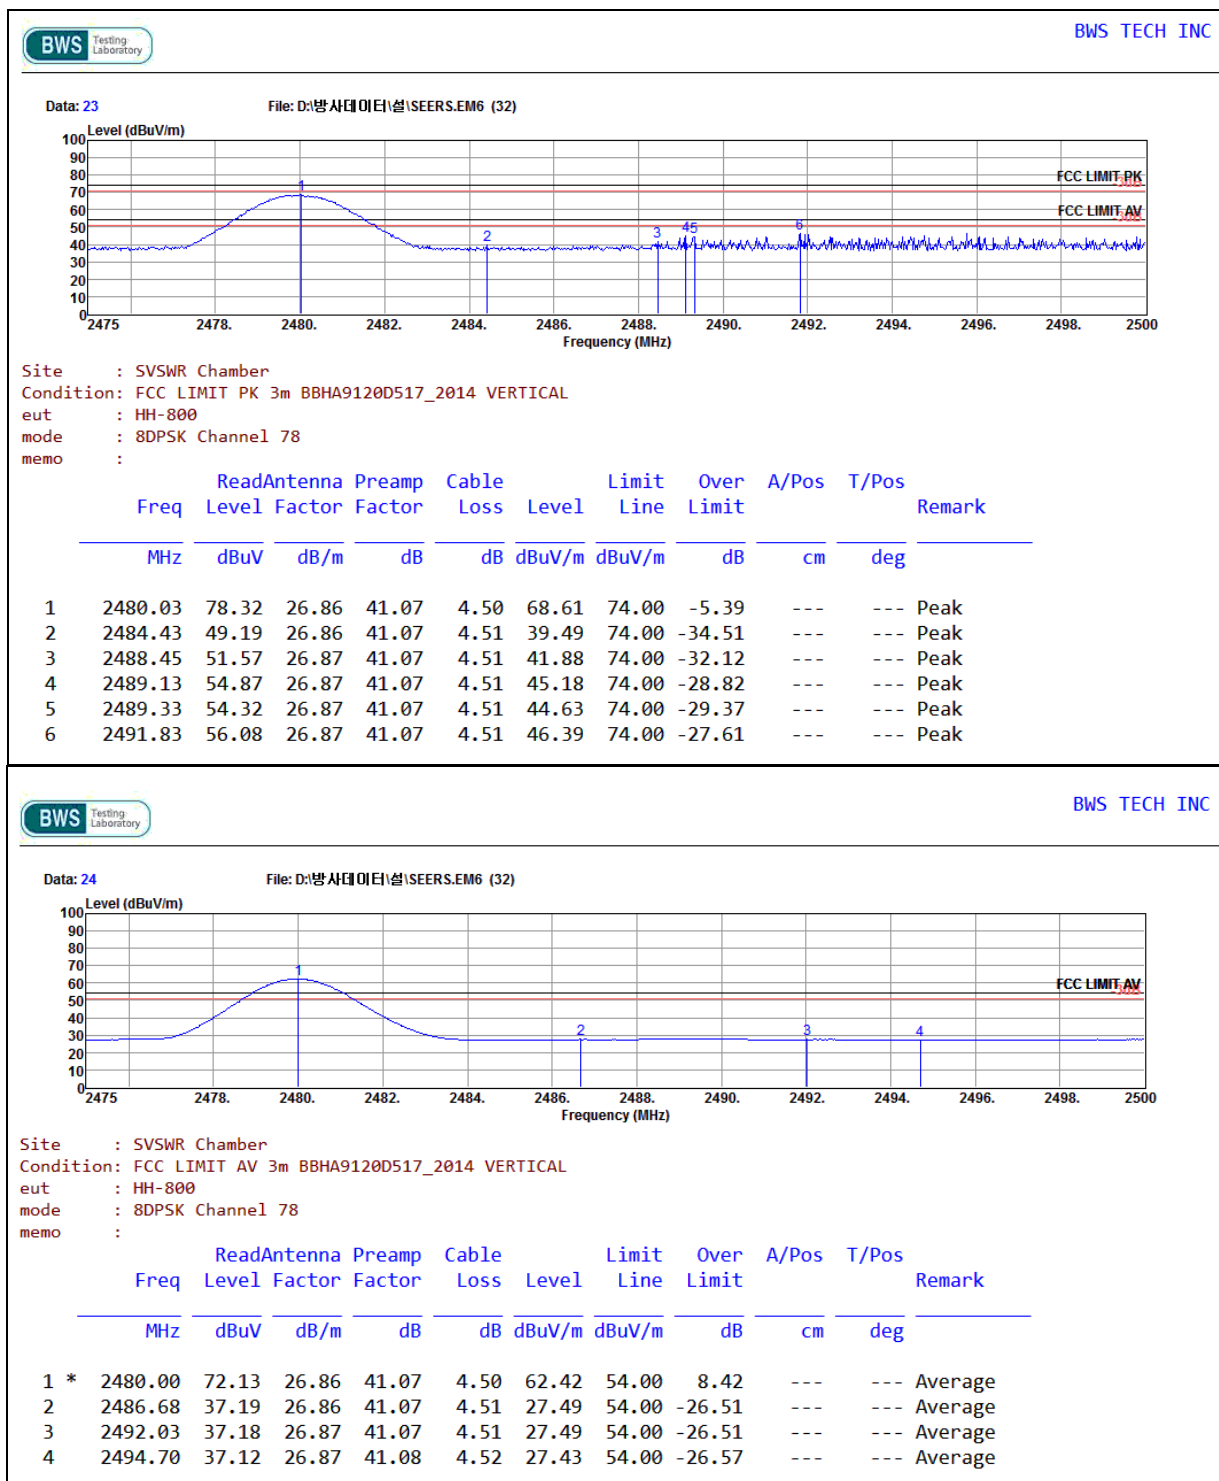 BWS Testing Laboratory
BWS TECH INC
Data: 23 File: D:\방사데이터\설\SEERS.EM6 (32)
Level (dBuV/m)
100
90
80
FCC LIMIT PK
70
1
60
FCC LIMIT AV
50
2 3 4 5 6
40
30
20
10
0
2475 2478. 2480. 2482. 2484. 2486. 2488. 2490. 2492. 2494. 2496. 2498. 2500
Frequency (MHz)
Site : SVSWR Chamber
Condition: FCC LIMIT PK 3m BBHA9120D517_2014 VERTICAL
eut : HH-800
mode : 8DPSK Channel 78
memo :
ReadAntenna Preamp Cable Limit Over A/Pos T/Pos
Freq Level Factor Factor Loss Level Line Limit Remark
MHz dBuV dB/m dB dB dBuV/m dBuV/m dB cm deg
1 2480.03 78.32 26.86 41.07 4.50 68.61 74.00 -5.39 --- --- Peak
2 2484.43 49.19 26.86 41.07 4.51 39.49 74.00 -34.51 --- --- Peak
3 2488.45 51.57 26.87 41.07 4.51 41.88 74.00 -32.12 --- --- Peak
4 2489.13 54.87 26.87 41.07 4.51 45.18 74.00 -28.82 --- --- Peak
5 2489.33 54.32 26.87 41.07 4.51 44.63 74.00 -29.37 --- --- Peak
6 2491.83 56.08 26.87 41.07 4.51 46.39 74.00 -27.61 --- --- Peak
BWS Testing Laboratory
BWS TECH INC
Data: 24 File: D:\방사데이터\설\SEERS.EM6 (32)
Level (dBuV/m)
100
90
80
70
1
60
FCC LIMIT AV
50
40
30
2 3 4
20
10
0
2475 2478. 2480. 2482. 2484. 2486. 2488. 2490. 2492. 2494. 2496. 2498. 2500
Frequency (MHz)
Site : SVSWR Chamber
Condition: FCC LIMIT AV 3m BBHA9120D517_2014 VERTICAL
eut : HH-800
mode : 8DPSK Channel 78
memo :
ReadAntenna Preamp Cable Limit Over A/Pos T/Pos
Freq Level Factor Factor Loss Level Line Limit Remark
MHz dBuV dB/m dB dB dBuV/m dBuV/m dB cm deg
1 * 2480.00 72.13 26.86 41.07 4.50 62.42 54.00 8.42 --- --- Average
2 2486.68 37.19 26.86 41.07 4.51 27.49 54.00 -26.51 --- --- Average
3 2492.03 37.18 26.87 41.07 4.51 27.49 54.00 -26.51 --- --- Average
4 2494.70 37.12 26.87 41.08 4.52 27.43 54.00 -26.57 --- --- Average